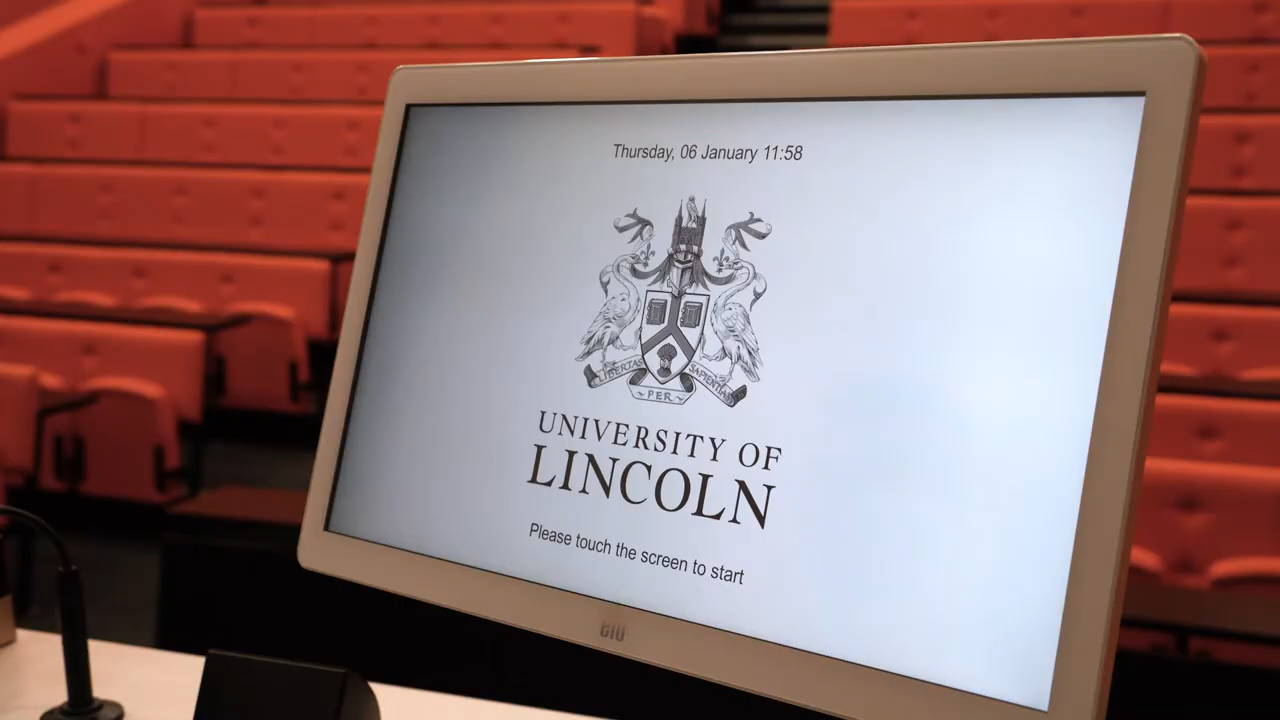 Thursday, 06 January 11:58
LIBERTAS
SAPIENTIAM
PER
UNIVERSITY OF
LINCOLN
Please touch the screen to start
elo